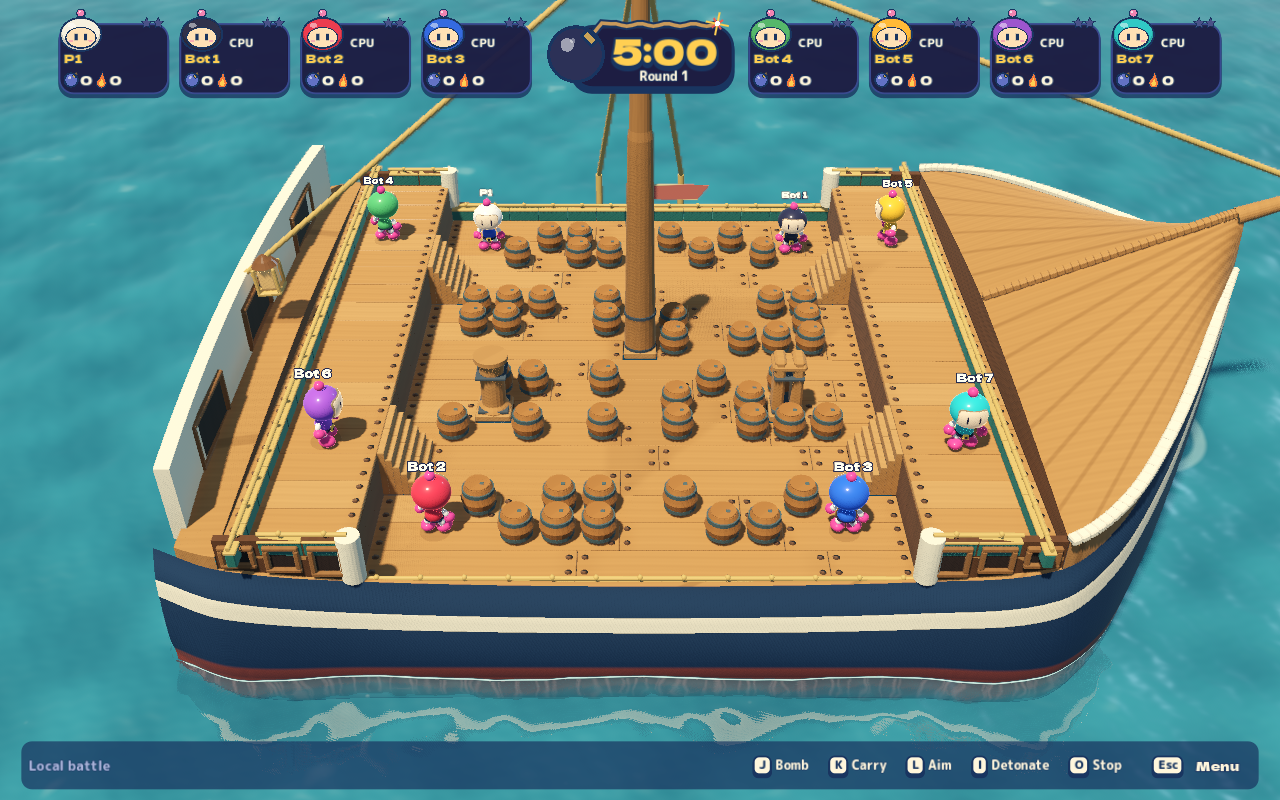 P1
CPU
Bot 1
CPU
Bot 2
CPU
Bot 3
5:00
Round 1
CPU
Bot 4
CPU
Bot 5
CPU
Bot 6
CPU
Bot 7
0 0
0 0
0 0
0 0
0 0
0 0
0 0
0 0
Bot 4
P1
Bot 1
Bot 5
Bot 6
Bot 7
Bot 2
Bot 3
Local battle
J Bomb
K Carry
L Aim
I Detonate
O Stop
Esc Menu